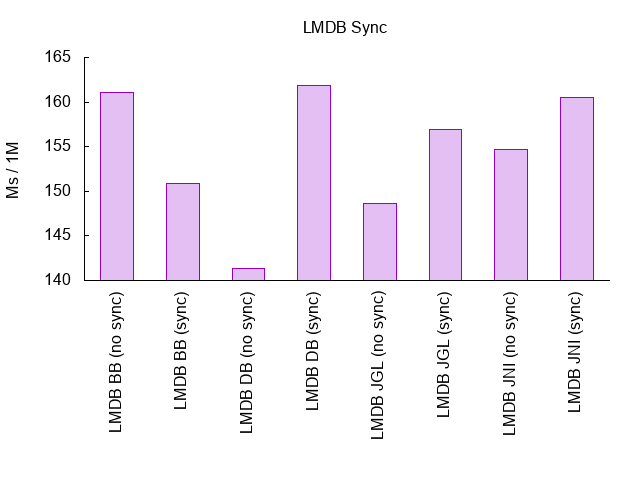 LMDB Sync
Ms / 1M
165
160
155
150
145
140
LMDB BB (no sync)
LMDB BB (sync)
LMDB DB (no sync)
LMDB DB (sync)
LMDB JGL (no sync)
LMDB JGL (sync)
LMDB JNI (no sync)
LMDB JNI (sync)